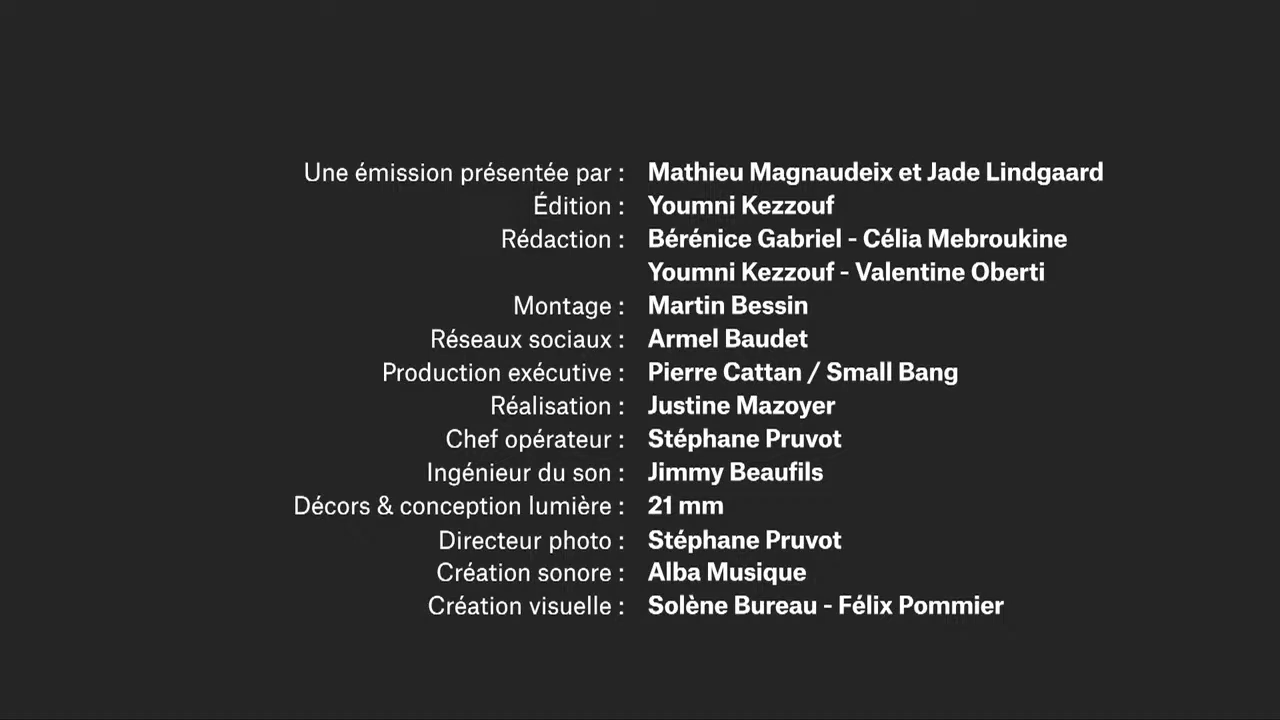 Une émission présentée par : Mathieu Magnaudeix et Jade Lindgaard
Édition : Youmni Kezzouf
Rédaction : Bérénice Gabriel - Célia Mebroukine
Youmni Kezzouf - Valentine Oberti
Montage : Martin Bessin
Réseaux sociaux : Armel Baudet
Production exécutive : Pierre Cattan / Small Bang
Réalisation : Justine Mazoyer
Chef opérateur : Stéphane Pruvot
Ingénieur du son : Jimmy Beaufils
Décors & conception lumière : 21 mm
Directeur photo : Stéphane Pruvot
Création sonore : Alba Musique
Création visuelle : Solène Bureau - Félix Pommier